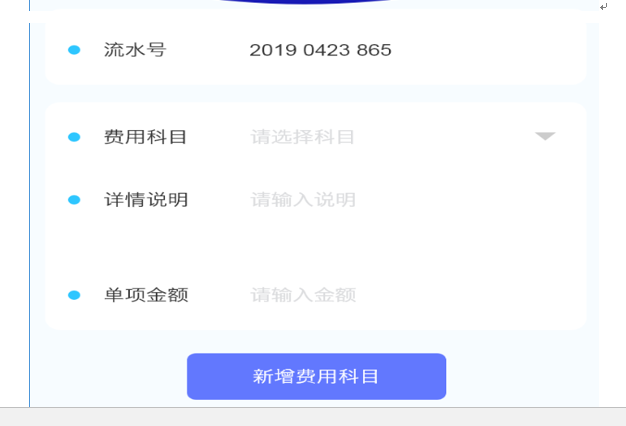 流水号 2019 0423 865
费用科目 请选择科目
详情说明 请输入说明
单项金额 请输入金额
新增费用科目